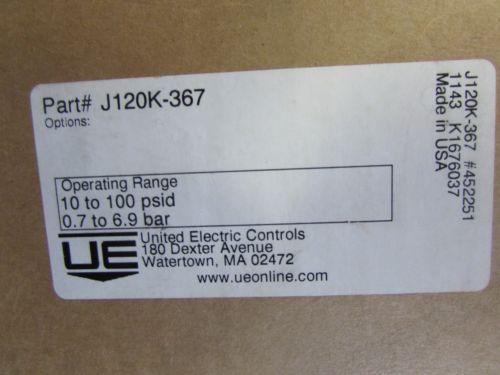 Part# J120K-367
Options:
Operating Range
10 to 100 psid
0.7 to 6.9 bar
UE
United Electric Controls
180 Dexter Avenue
Watertown, MA 02472
www.ueonline.com
J120K-367 #452251
1143 K1676037
Made in USA